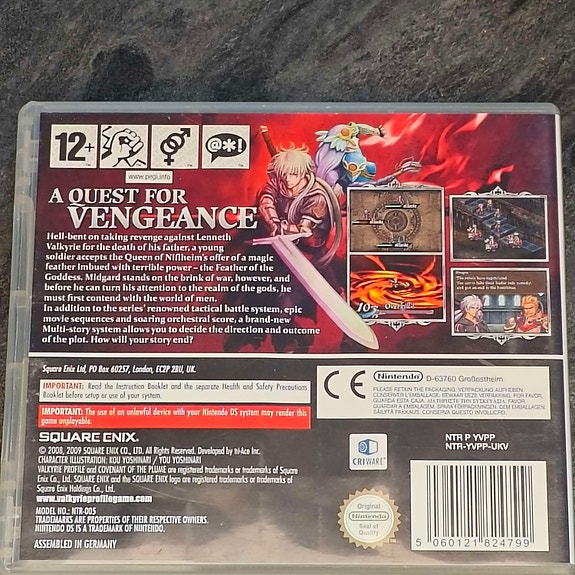 12+
@*!
www.pegi.info
A QUEST FOR
VENGEANCE
Hell-bent on taking revenge against Lenneth
Valkyrie for the death of his father, a young
soldier accepts the Queen of Niflheim's offer of a magic
feather imbued with terrible power – the Feather of the
Goddess. Midgard stands on the brink of war, however, and
before he can turn his attention to the realm of the gods, he
must first contend with the world of men.
In addition to the series' renowned tactical battle system, epic
movie sequences and soaring orchestral score, a brand-new
Multi-story system allows you to decide the direction and outcome
of the plot. How will your story end?
Overkill!
Square Enix Ltd, PO Box 60257, London, EC2P 2BU, UK.
IMPORTANT: Read the Instruction Booklet and the separate Health and Safety Precautions
Booklet before setup or use of your system.
IMPORTANT: The use of an unlawful device with your Nintendo DS system may render this
game unplayable.
CE
Nintendo D-63760 Großostheim
PLEASE RETAIN THE PACKAGING. VERPACKUNG AUFHEBEN.
SQUARE ENIX.
© 2008, 2009 SQUARE ENIX CO., LTD. All Rights Reserved. Developed by tri-Ace Inc.
CHARACTER ILLUSTRATION: KOU YOSHINARI / YOU YOSHINARI
VALKYRIE PROFILE and COVENANT OF THE PLUME are registered trademarks or trademarks of Square
Enix Co., Ltd. SQUARE ENIX and the SQUARE ENIX logo are registered trademarks or trademarks of
Square Enix Holdings Co., Ltd.
www.valkyrieprofilegame.com
MODEL NO.: NTR-005
TRADEMARKS ARE PROPERTIES OF THEIR RESPECTIVE OWNERS.
NINTENDO DS IS A TRADEMARK OF NINTENDO.
ASSEMBLED IN GERMANY
CRIWARE
Original
Nintendo
Seal of
Quality
NTR P YVPP
NTR-YVPP-UKV
5 060121 824799